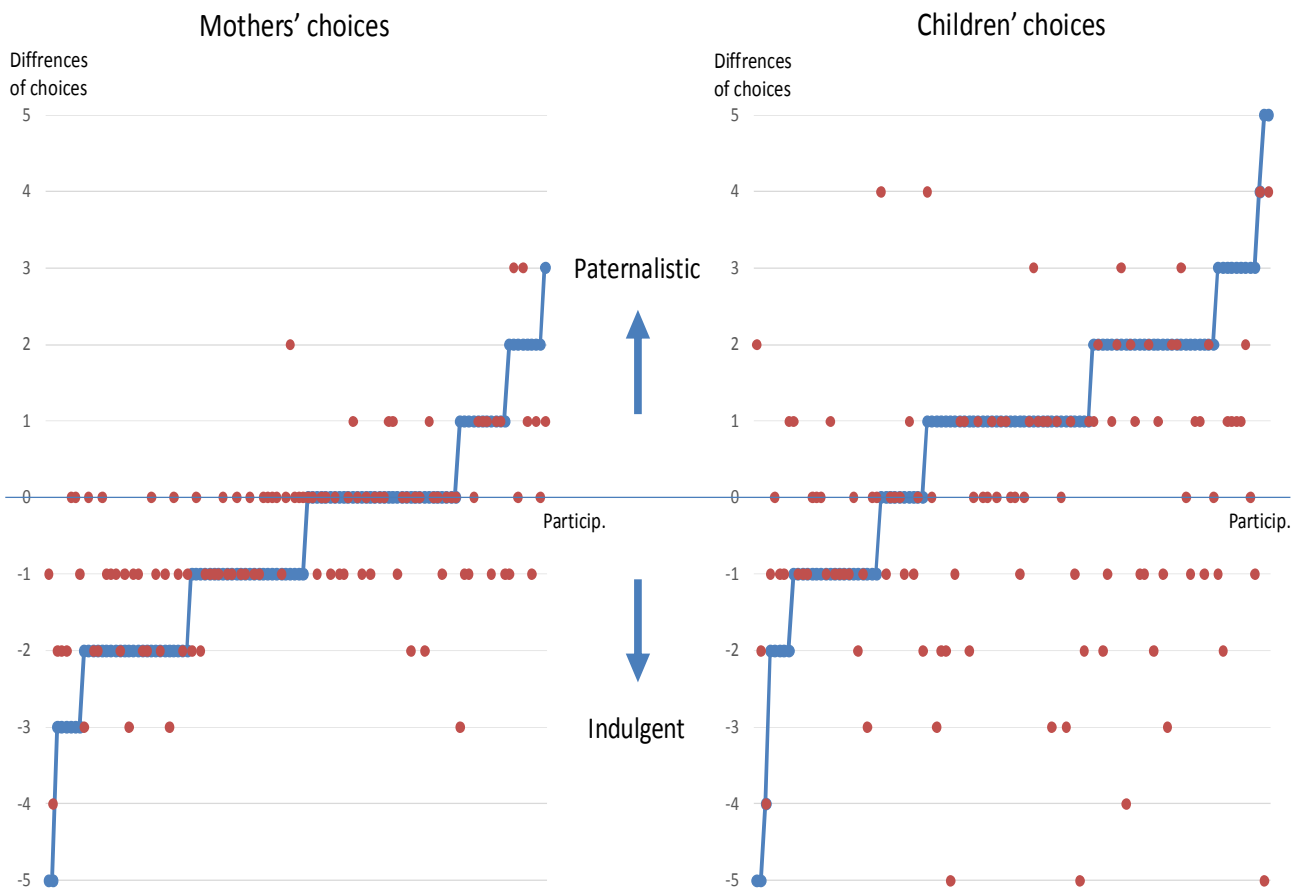 Mothers' choices
Diffrences
of choices
5
4
3
2
1
0
-1
-2
-3
-4
-5
Particip.
Paternalistic
Indulgent
Children' choices
Diffrences
of choices
5
4
3
2
1
0
-1
-2
-3
-4
-5
Particip.